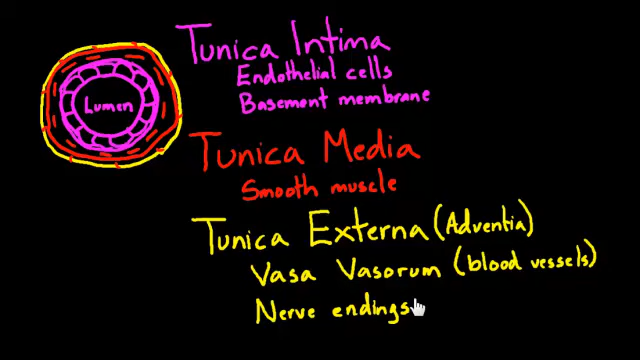 Lumen
Tunica Intima
Endothelial cells
Basement membrane
Tunica Media
Smooth muscle
Tunica Externa (Adventia)
Vasa Vasorum (blood vessels)
Nerve endings